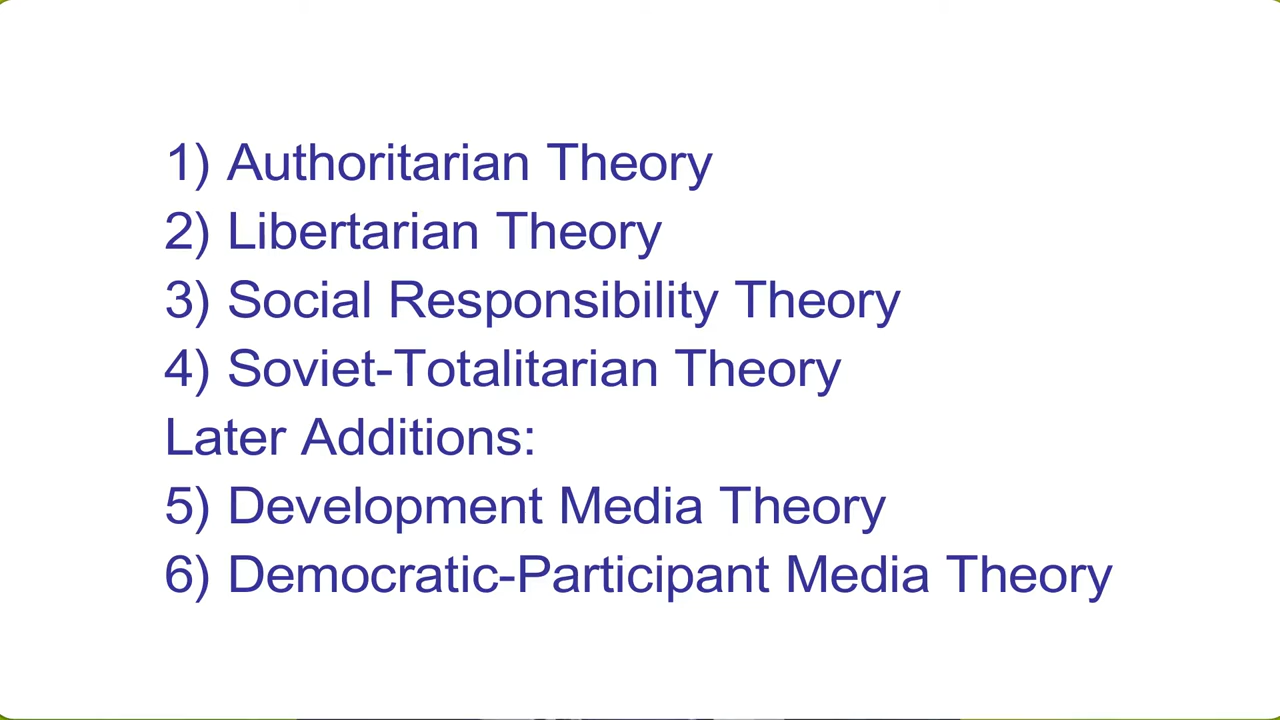 1) Authoritarian Theory
2) Libertarian Theory
3) Social Responsibility Theory
4) Soviet-Totalitarian Theory
Later Additions:
5) Development Media Theory
6) Democratic-Participant Media Theory